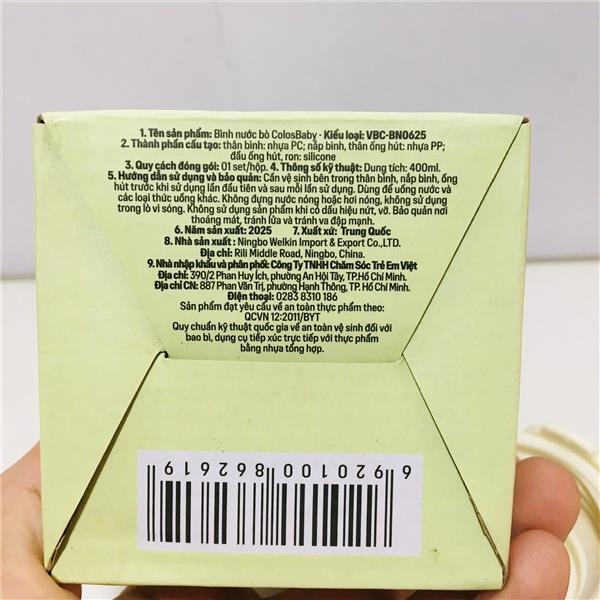 1. Tên sản phẩm: Bình nước bò ColosBaby - Kiểu loại: VBC-BN0625
2. Thành phần cấu tạo: thân bình: nhựa PC; nắp bình, thân ống hút: nhựa PP;
đầu ống hút, ron: silicone
3. Quy cách đóng gói: 01 set/hộp. 4. Thông số kỹ thuật: Dung tích: 400ml.
5. Hướng dẫn sử dụng và bảo quản: Cần vệ sinh bên trong thân bình, nắp bình, ống
hút trước khi sử dụng lần đầu tiên và sau mỗi lần sử dụng. Dùng để uống nước và
các loại thức uống khác. Không đựng nước nóng hoặc hơi nóng, không sử dụng
trong lò vi sóng. Không sử dụng sản phẩm khi có dấu hiệu nứt, vỡ. Bảo quản nơi
thoáng mát, tránh lửa và tránh va đập mạnh.
6. Năm sản xuất: 2025 7. Xuất xứ: Trung Quốc
8. Nhà sản xuất : Ningbo Welkin Import & Export Co.,LTD.
Địa chỉ: Rili Middle Road, Ningbo, China.
9. Nhà nhập khẩu và phân phối: Công Ty TNHH Chăm Sóc Trẻ Em Việt
Địa chỉ: 390/2 Phan Huy Ích, phường An Hội Tây, TP.Hồ Chí Minh.
Địa chỉ CN: 887 Phan Văn Trị, phường Hạnh Thông, TP.Hồ Chí Minh.
Điện thoại: 0283 8310 186
Sản phẩm đạt yêu cầu về an toàn thực phẩm theo:
QCVN 12:2011/BYT
Quy chuẩn kỹ thuật quốc gia về an toàn vệ sinh đối với
bao bì, dụng cụ tiếp xúc trực tiếp với thực phẩm
bằng nhựa tổng hợp.
6920100862619